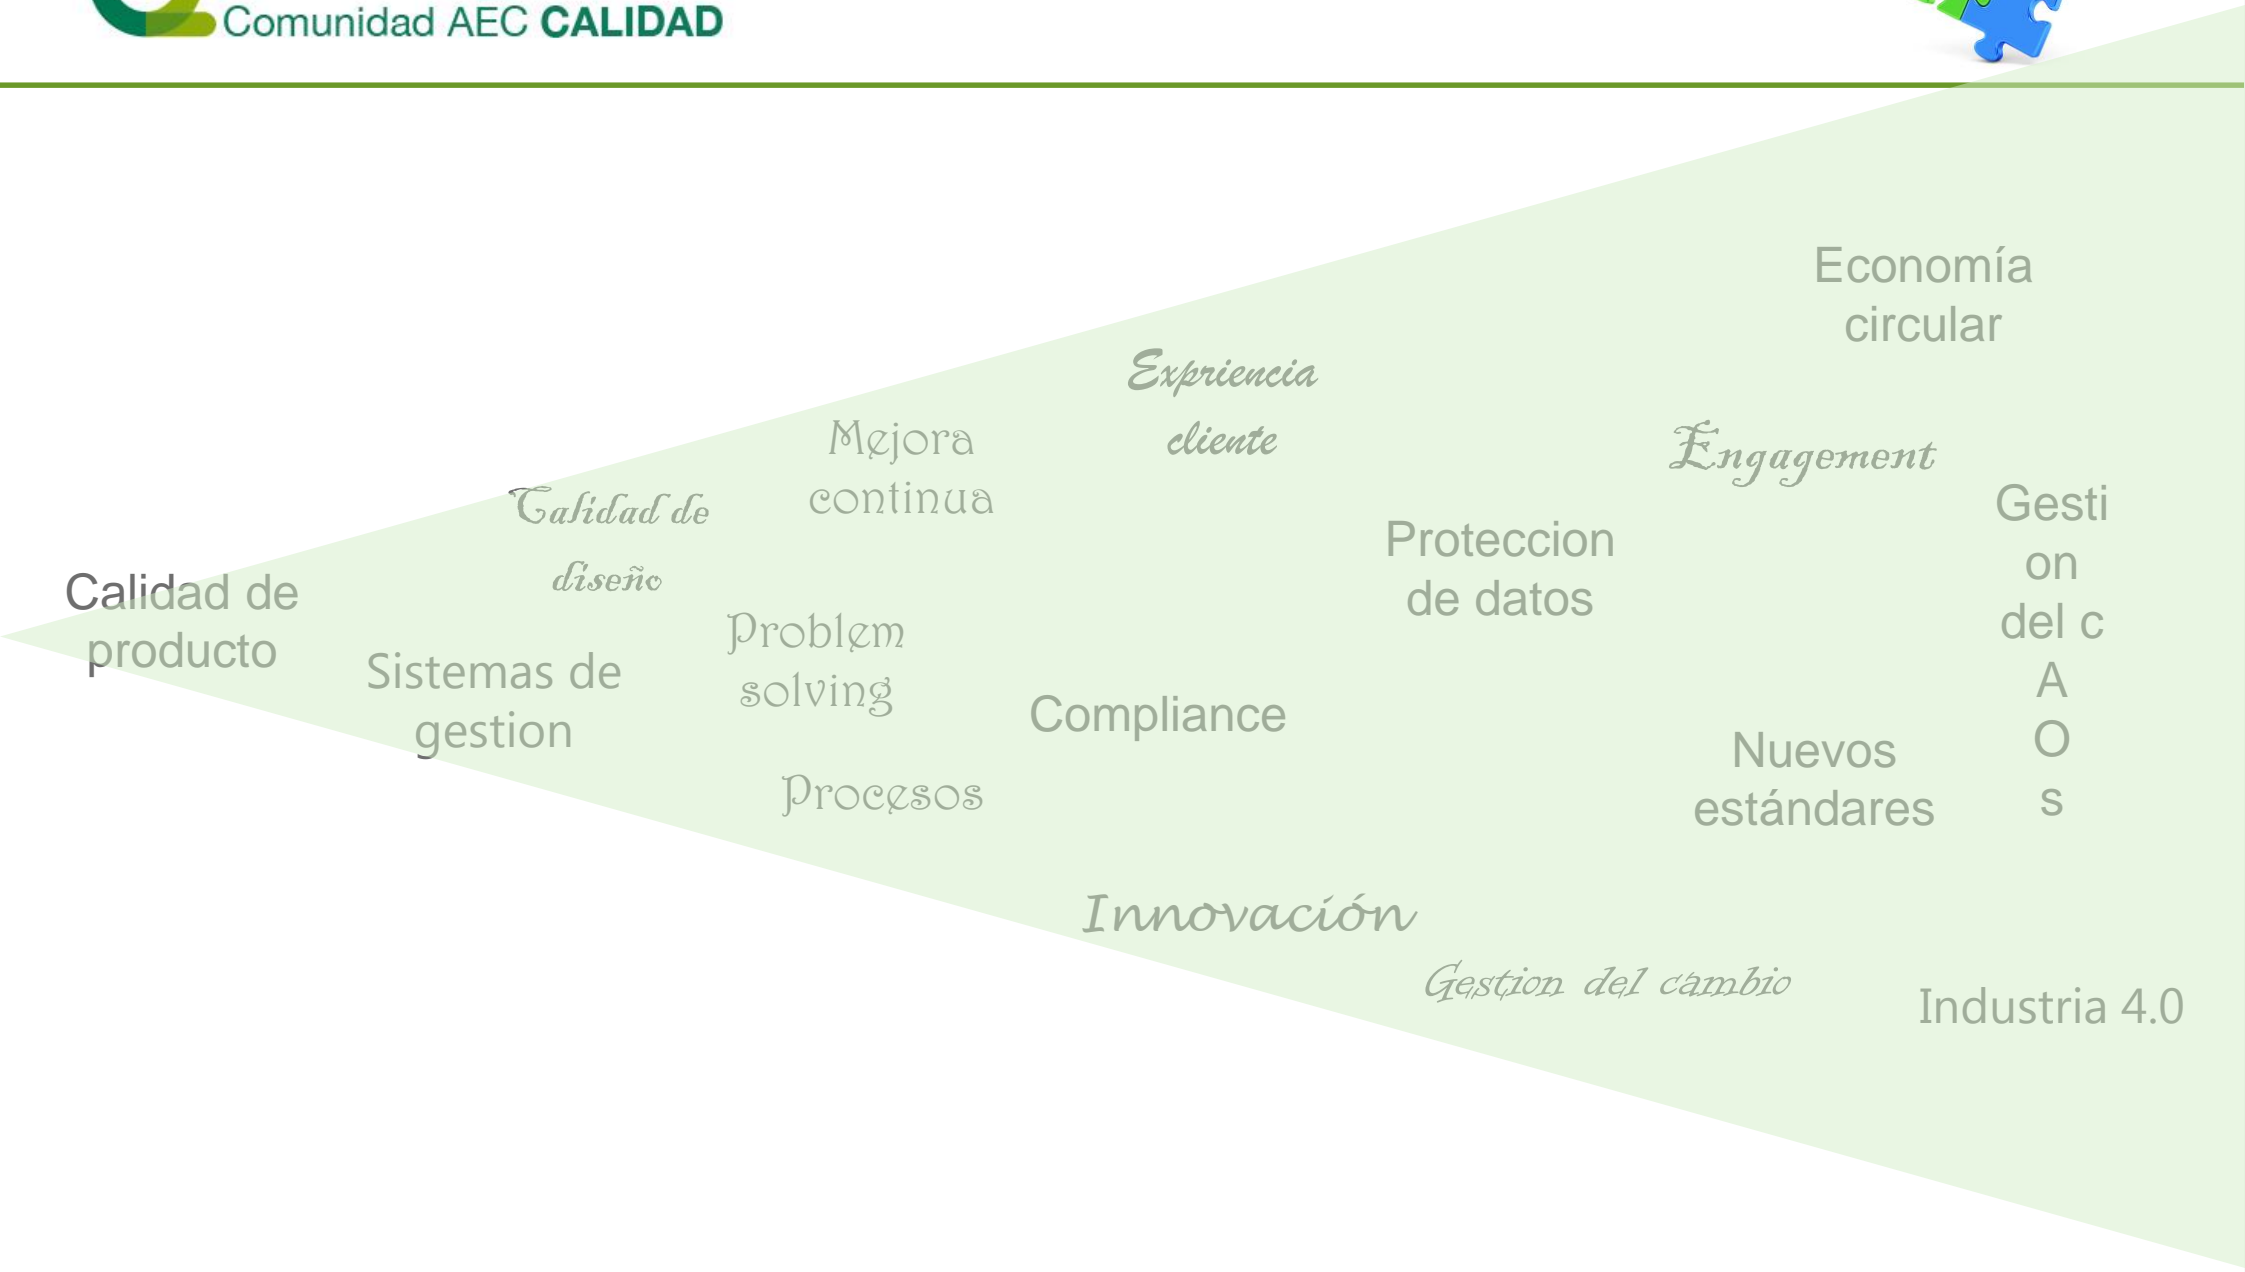 Comunidad AEC CALIDAD
Calidad de
producto
Sistemas de
gestion
Calidad de
diseño
Mejora
continua
Problem
solving
Procesos
Expriencia
cliente
Compliance
Innovación
Proteccion
de datos
Gestion del cambio
Economía
circular
Engagement
Nuevos
estándares
Gesti
on
del c
A
O
s
Industria 4.0